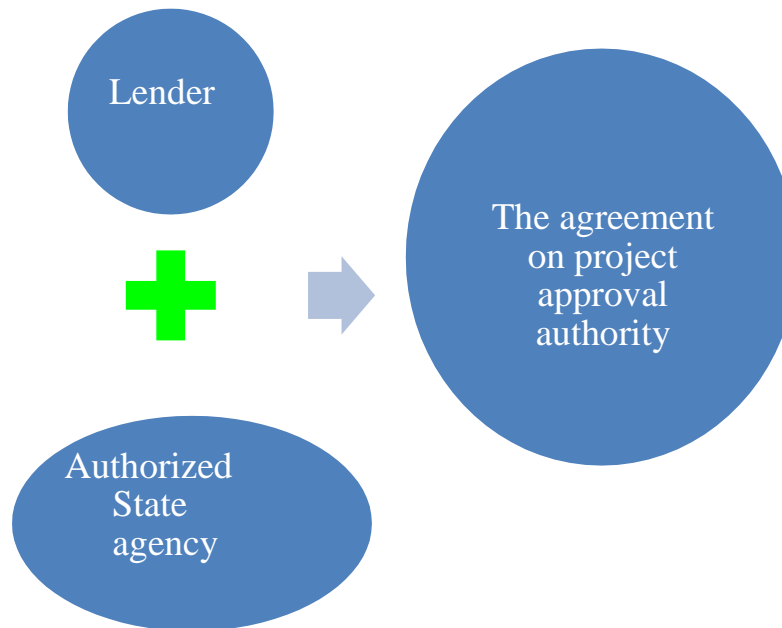 Lender
The agreement
on project
approval
authority
Authorized
State
agency